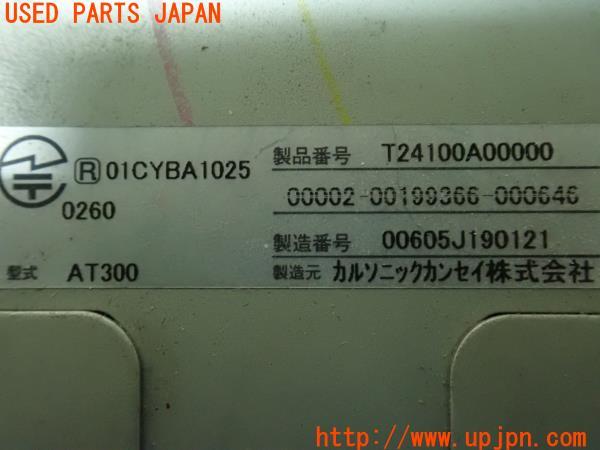 USED PARTS JAPAN
R 01CYBA1025
0260
製品番号 T24100A00000
00002-00199366-000646
製造番号 00605J190121
型式 AT300
製造元 カルソニックカンセイ株式会社
UPJ
www.upjpn.com